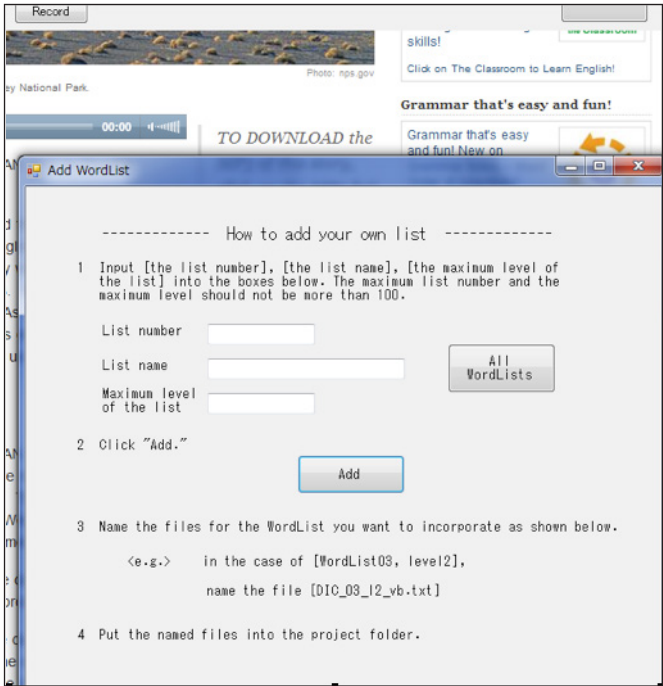 Record
skills!
Photo: nps.gov
Click on The Classroom to Learn English!
ey National Park.
Grammar that's easy and fun!
00:00
TO DOWNLOAD the
Grammar that's easy
and fun! New on
Add WordList
------------- How to add your own list -------------
1 Input [the list number], [the list name], [the maximum level of
the list] into the boxes below. The maximum list number and the
maximum level should not be more than 100.
List number
List name
All
WordLists
Maximum level
of the list
2 Click "Add."
Add
3 Name the files for the WordList you want to incorporate as shown below.
<e.g.> in the case of [WordList03, level2],
name the file [DIC_03_l2_vb.txt]
4 Put the named files into the project folder.